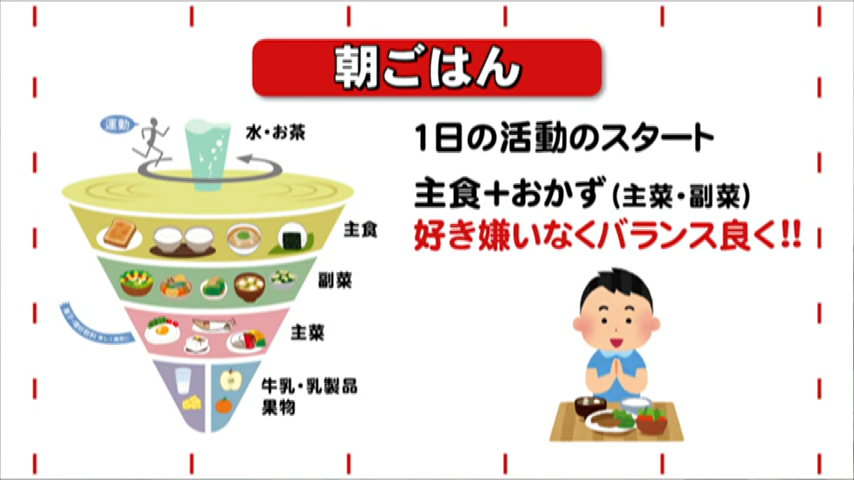 朝ごはん
運動
水・お茶
1日の活動のスタート
主食+おかず(主菜・副菜)
好き嫌いなくバランス良く!!
主食
副菜
主菜
牛乳・乳製品
果物